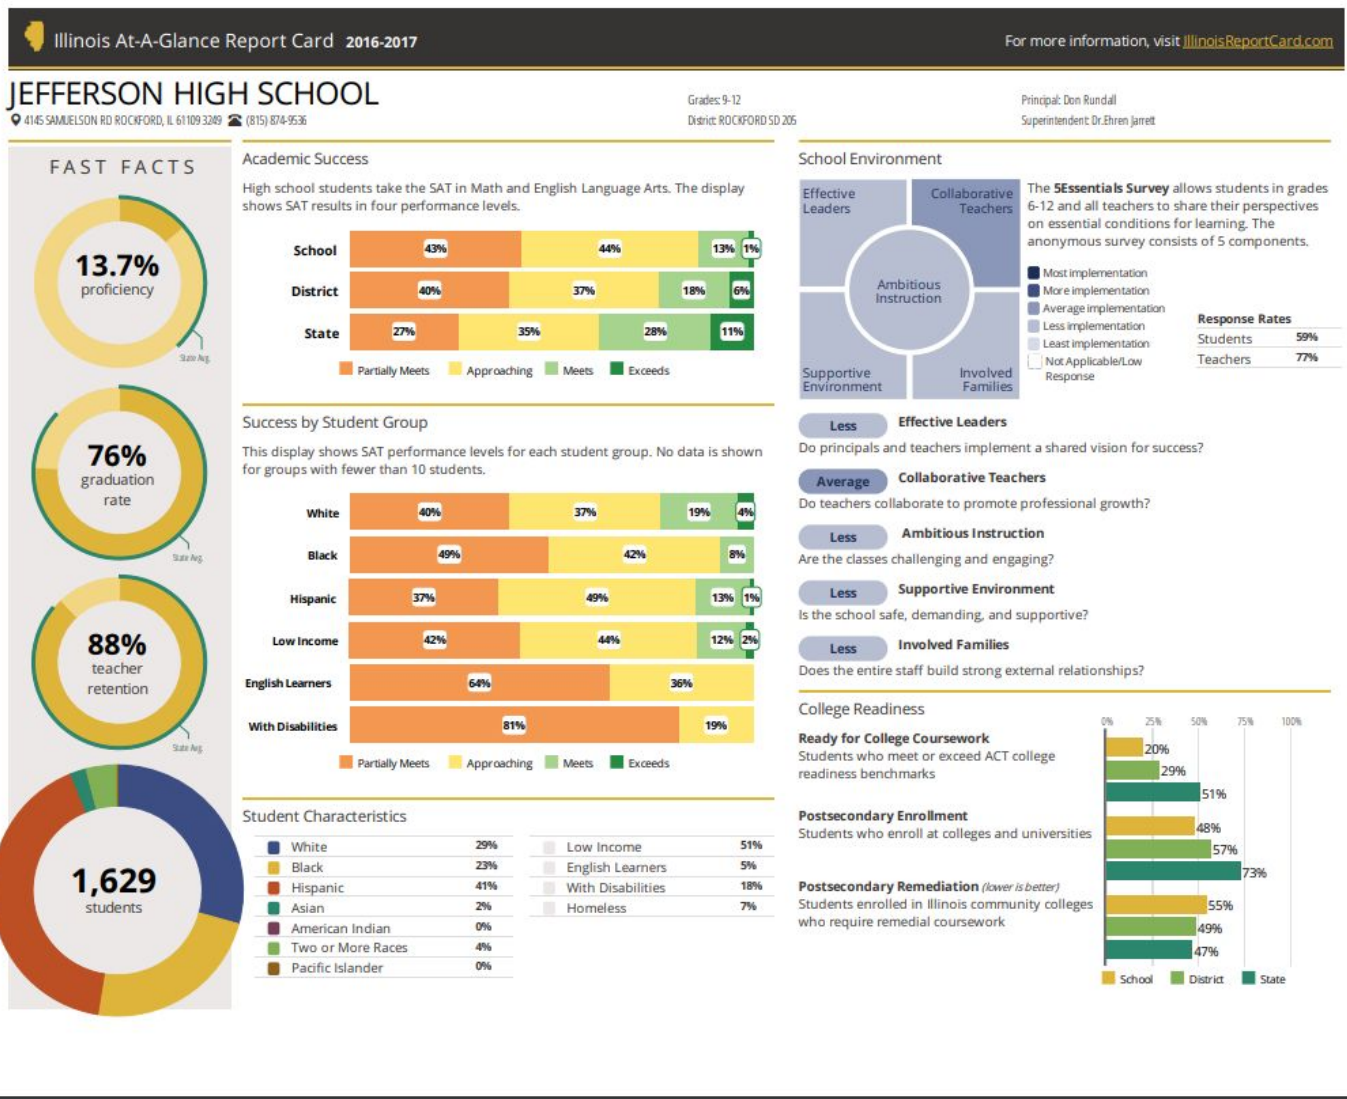 Illinois At-A-Glance Report Card 2016-2017
For more information, visit IllinoisReportCard.com
JEFFERSON HIGH SCHOOL
4145 SAMUELSON RD ROCKFORD, IL 61109 3249 (815) 874-9536
Grades: 9-12
District: ROCKFORD SD 205
Principal: Don Rundall
Superintendent: Dr.Ehren Jarrett
FAST FACTS
13.7%
proficiency
State Avg.
76%
graduation
rate
State Avg.
88%
teacher
retention
State Avg.
1,629
students
Academic Success
High school students take the SAT in Math and English Language Arts. The display
shows SAT results in four performance levels.
School 43% 44% 13% 1%
District 40% 37% 18% 6%
State 27% 35% 28% 11%
Partially Meets Approaching Meets Exceeds
Success by Student Group
This display shows SAT performance levels for each student group. No data is shown
for groups with fewer than 10 students.
White 40% 37% 19% 4%
Black 49% 42% 8%
Hispanic 37% 49% 13% 1%
Low Income 42% 44% 12% 2%
English Learners 64% 36%
With Disabilities 81% 19%
Partially Meets Approaching Meets Exceeds
Student Characteristics
White 29%
Black 23%
Hispanic 41%
Asian 2%
American Indian 0%
Two or More Races 4%
Pacific Islander 0%
Low Income 51%
English Learners 5%
With Disabilities 18%
Homeless 7%
School Environment
Effective
Leaders
Collaborative
Teachers
Ambitious
Instruction
Supportive
Environment
Involved
Families
The 5Essentials Survey allows students in grades
6-12 and all teachers to share their perspectives
on essential conditions for learning. The
anonymous survey consists of 5 components.
Most implementation
More implementation
Average implementation
Less implementation
Least implementation
Not Applicable/Low
Response
Response Rates
Students 59%
Teachers 77%
Less Effective Leaders
Do principals and teachers implement a shared vision for success?
Average Collaborative Teachers
Do teachers collaborate to promote professional growth?
Less Ambitious Instruction
Are the classes challenging and engaging?
Less Supportive Environment
Is the school safe, demanding, and supportive?
Less Involved Families
Does the entire staff build strong external relationships?
College Readiness
0% 25% 50% 75% 100%
Ready for College Coursework
Students who meet or exceed ACT college
readiness benchmarks
20%
29%
51%
Postsecondary Enrollment
Students who enroll at colleges and universities
48%
57%
73%
Postsecondary Remediation (lower is better)
Students enrolled in Illinois community colleges
who require remedial coursework
55%
49%
47%
School District State